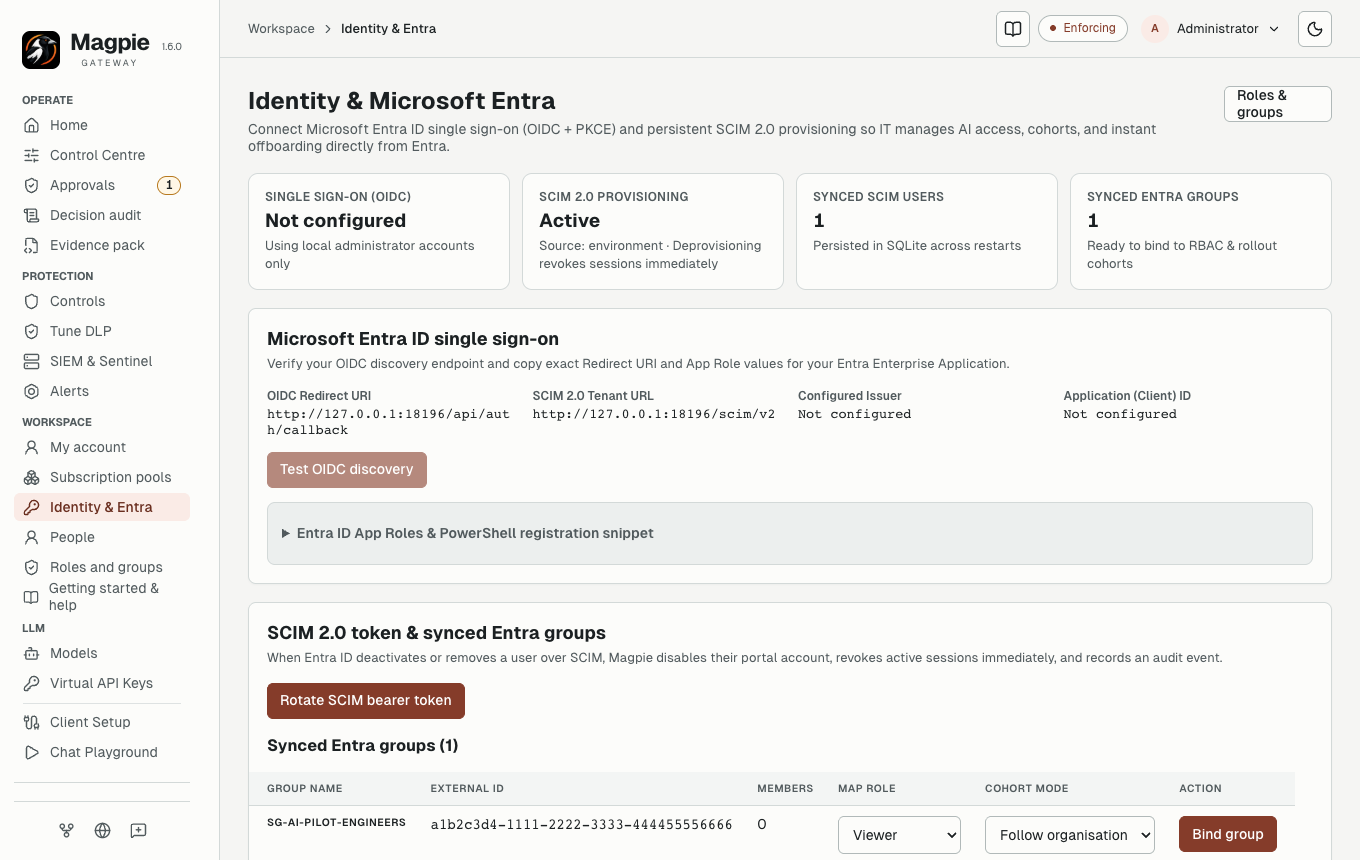 Magpie
1.6.0
GATEWAY
OPERATE
Home
Control Centre
Approvals
1
Decision audit
Evidence pack
PROTECTION
Controls
Tune DLP
SIEM & Sentinel
Alerts
WORKSPACE
My account
Subscription pools
Identity & Entra
People
Roles and groups
Getting started &
help
LLM
Models
Virtual API Keys
Client Setup
Chat Playground
Workspace > Identity & Entra
Enforcing
A
Administrator
Identity & Microsoft Entra
Connect Microsoft Entra ID single sign-on (OIDC + PKCE) and persistent SCIM 2.0 provisioning so IT manages AI access, cohorts, and instant
offboarding directly from Entra.
Roles &
groups
SINGLE SIGN-ON (OIDC)
Not configured
Using local administrator accounts
only
SCIM 2.0 PROVISIONING
Active
Source: environment · Deprovisioning
revokes sessions immediately
SYNCED SCIM USERS
1
Persisted in SQLite across restarts
SYNCED ENTRA GROUPS
1
Ready to bind to RBAC & rollout
cohorts
Microsoft Entra ID single sign-on
Verify your OIDC discovery endpoint and copy exact Redirect URI and App Role values for your Entra Enterprise Application.
OIDC Redirect URI
http://127.0.0.1:18196/api/aut
h/callback
SCIM 2.0 Tenant URL
http://127.0.0.1:18196/scim/v2
Configured Issuer
Not configured
Application (Client) ID
Not configured
Test OIDC discovery
Entra ID App Roles & PowerShell registration snippet
SCIM 2.0 token & synced Entra groups
When Entra ID deactivates or removes a user over SCIM, Magpie disables their portal account, revokes active sessions immediately, and records an audit event.
Rotate SCIM bearer token
Synced Entra groups (1)
GROUP NAME EXTERNAL ID MEMBERS MAP ROLE COHORT MODE ACTION
SG-AI-PILOT-ENGINEERS a1b2c3d4-1111-2222-3333-444455556666 0 Viewer Follow organisation Bind group